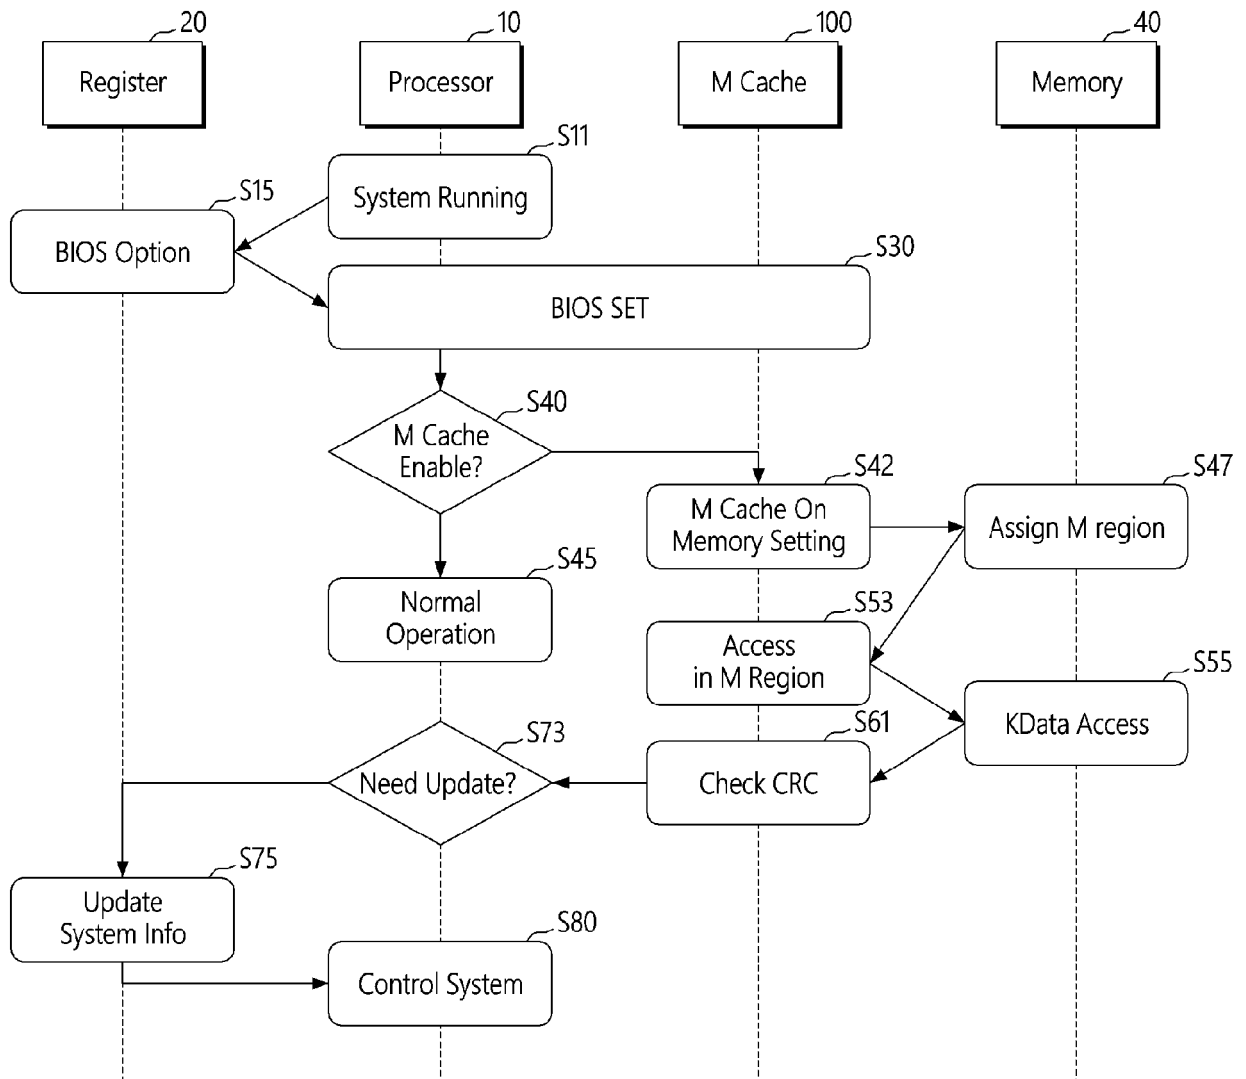 20
10
100
40
Register
Processor
M Cache
Memory
S11
System Running
S15
BIOS Option
S30
BIOS SET
S40
M Cache
Enable?
S42
M Cache On
Memory Setting
S47
Assign M region
S45
Normal
Operation
S53
Access
in M Region
S55
KData Access
S61
Check CRC
S73
Need Update?
S75
Update
System Info
S80
Control System